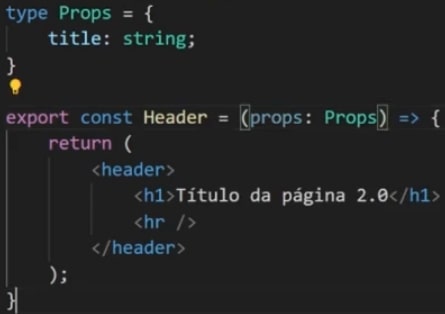 type Props = {
    title: string;
}
export const Header = (props: Props) => {
    return (
        <header>
            <h1>Título da página 2.0</h1>
            <hr />
        </header>
    );
}